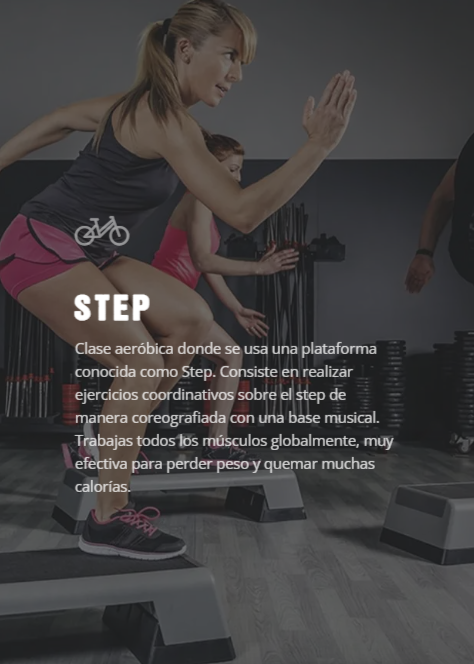 STEP
Clase aeróbica donde se usa una plataforma
conocida como Step. Consiste en realizar
ejercicios coordinativos sobre el step de
manera coreografiada con una base musical.
Trabajas todos los músculos globalmente, muy
efectiva para perder peso y quemar muchas
calorías.